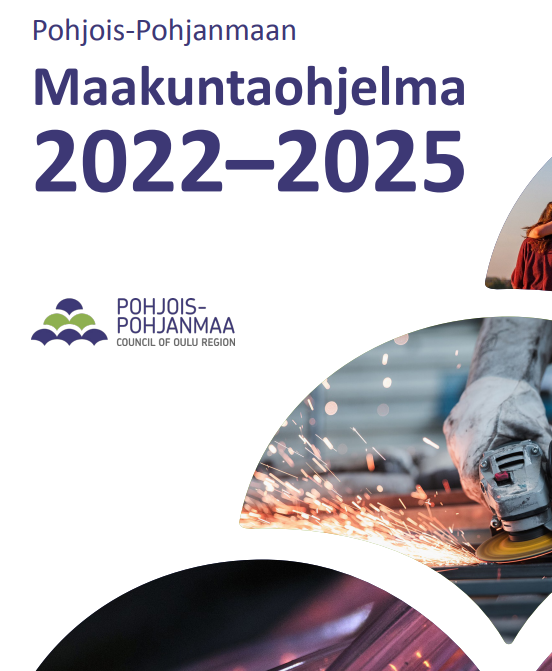 Pohjois-Pohjanmaan
Maakuntaohjelma
2022–2025
POHJOIS-
POHJANMAA
COUNCIL OF OULU REGION